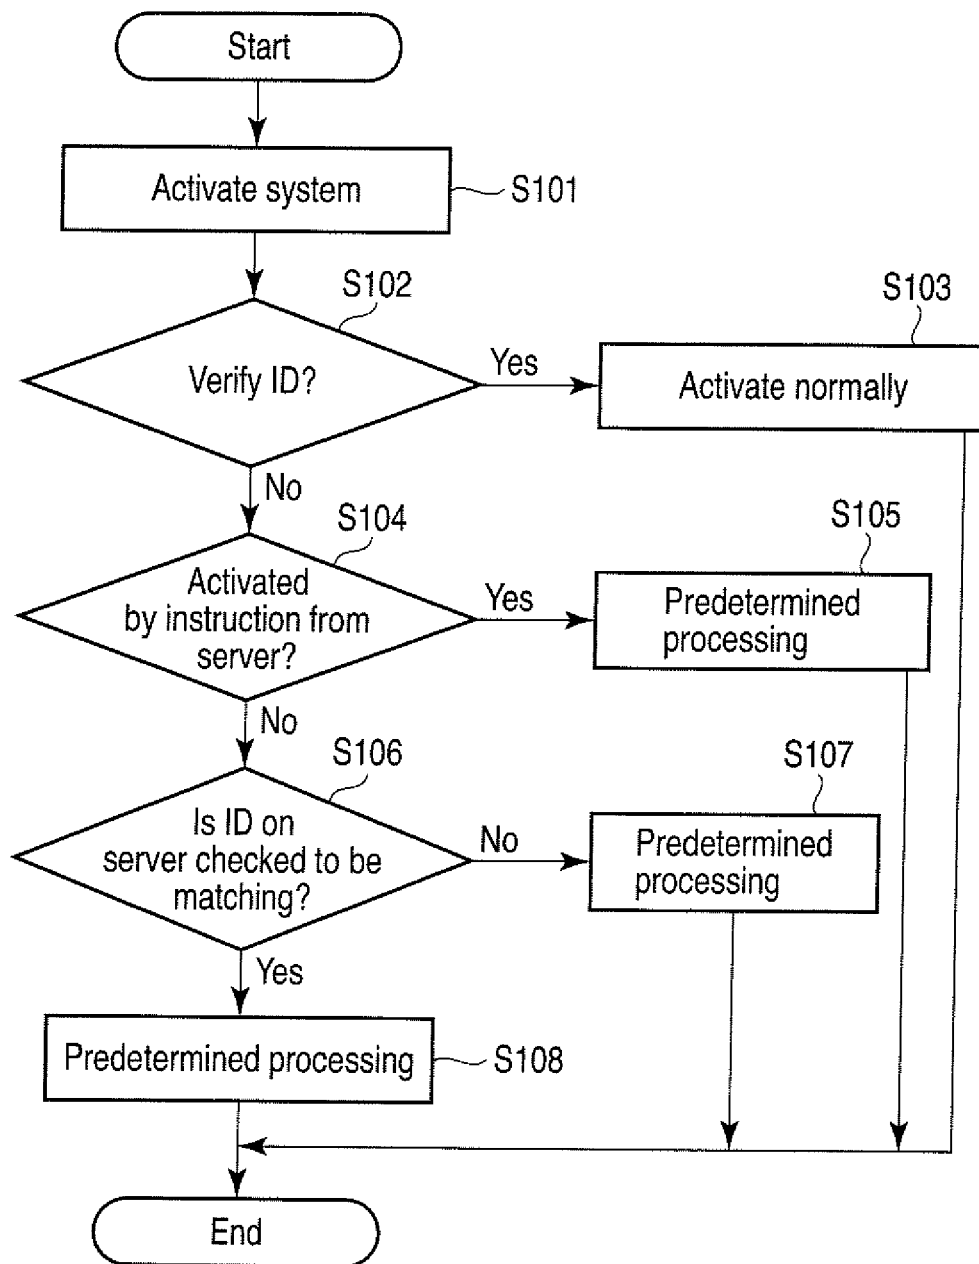 Start
Activate system
S101
S102
Verify ID?
Yes
S103
Activate normally
No
S104
Activated
by instruction from
server?
Yes
S105
Predetermined
processing
No
S106
Is ID on
server checked to be
matching?
No
S107
Predetermined
processing
Yes
Predetermined processing
S108
End